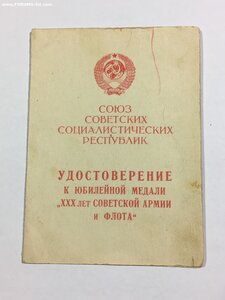 СОЮЗ
СОВЕТСКИХ
СОЦИАЛИСТИЧЕСКИХ
РЕСПУБЛИК
УДОСТОВЕРЕНИЕ
К ЮБИЛЕЙНОЙ МЕДАЛИ
„XXX ЛЕТ СОВЕТСКОЙ АРМИИ
и ФЛОТА“